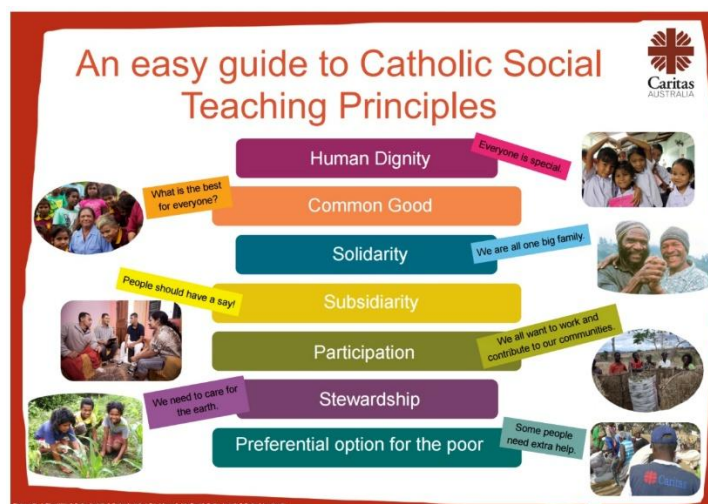 An easy guide to Catholic Social
Teaching Principles
Caritas
AUSTRALIA
Human Dignity
Everyone is special.
What is the best
for everyone?
Common Good
Solidarity
We are all one big family.
People should have a say!
Subsidiarity
Participation
We all want to work and
contribute to our communities.
We need to care for
the earth.
Stewardship
Preferential option for the poor
Some people
need extra help.
Caritas